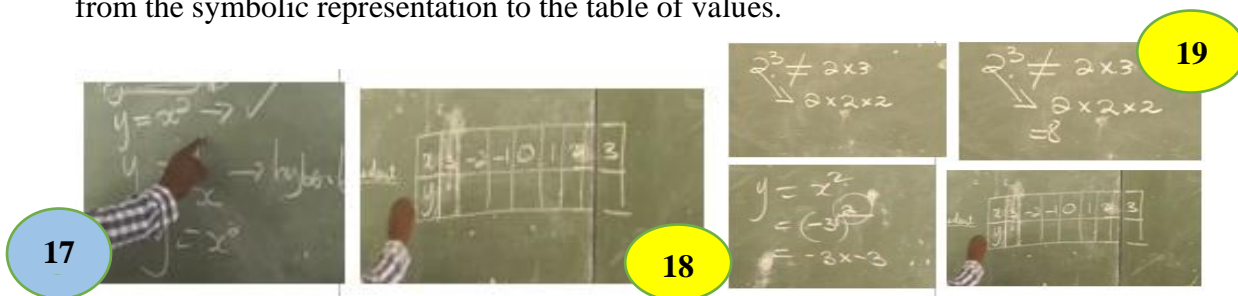 from the symbolic representation to the table of values.
y = x² → ✓
y
x
→ hyper
y = x²
17
x -3 -2 -1 0 1 2 3
y
18
2³ ≠ 2×3
2×2×2
2³ ≠ 2×3
2×2×2
=8
19
y = x²
= (-3)²
= -3×-3
x -3 -2 -1 0 1 2 3
y